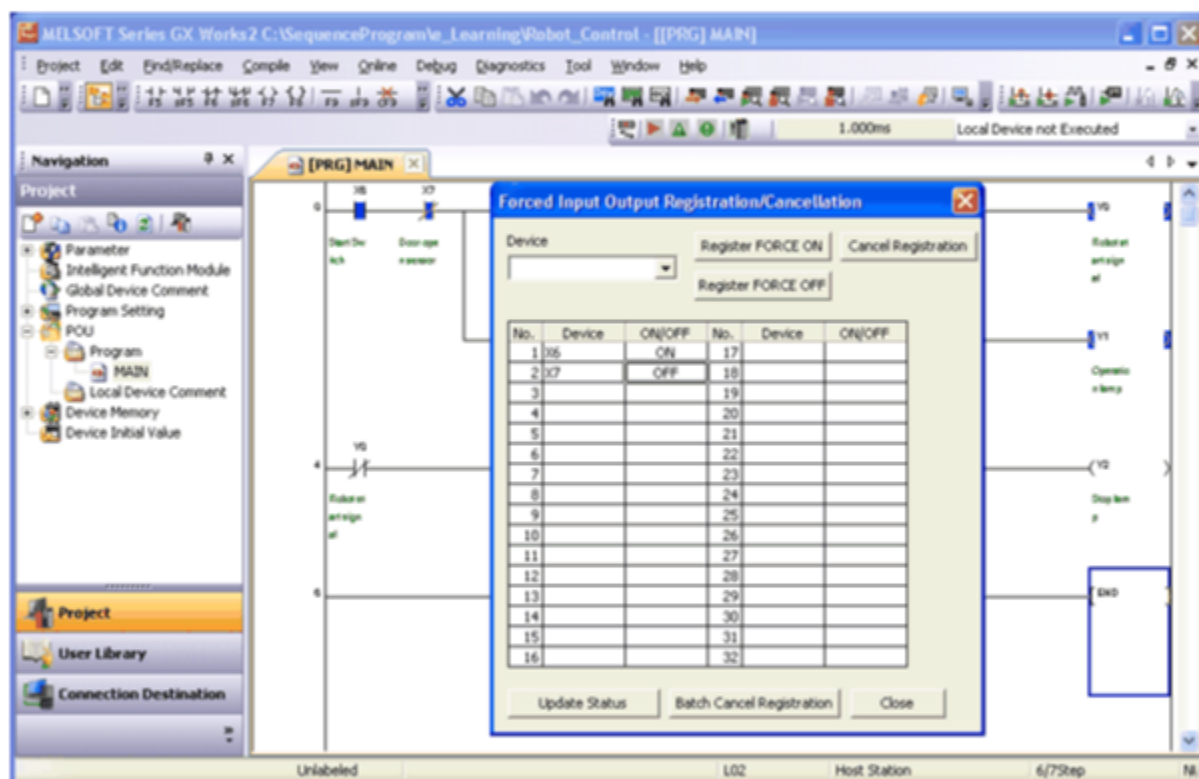 MELSOFT Series GX Works2 C:\SequenceProgram\e_Learning\Robot_Control - [[PRG] MAIN]
Project Edit Find/Replace Compile View Online Debug Diagnostics Tool Window Help
1.000ms Local Device not Executed
Navigation
[PRG] MAIN
Project
Parameter
Intelligent Function Module
Global Device Comment
Program Setting
POU
Program
MAIN
Local Device Comment
Device Memory
Device Initial Value
Project
User Library
Connection Destination
0 X6 X7
Y0
Y1
4 Y0
Y2
6
END
Forced Input Output Registration/Cancellation
Device
Register FORCE ON Cancel Registration
Register FORCE OFF
No. Device ON/OFF No. Device ON/OFF
1 X6 ON 17
2 X7 OFF 18
3 19
4 20
5 21
6 22
7 23
8 24
9 25
10 26
11 27
12 28
13 29
14 30
15 31
16 32
Update Status Batch Cancel Registration Close
Unlabeled L02 Host Station 6/7Step